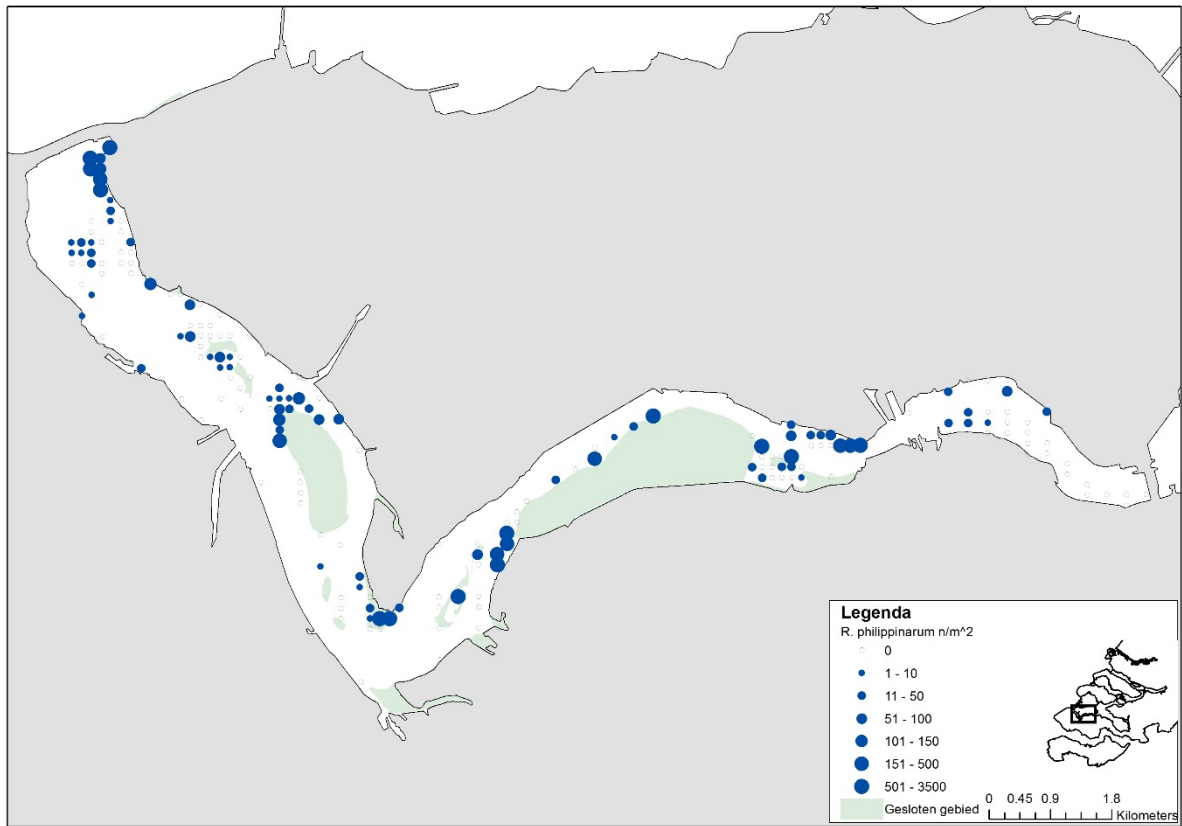 Legenda
R. philippinarum n/m^2
0
1 - 10
11 - 50
51 - 100
101 - 150
151 - 500
501 - 3500
Gesloten gebied
0 0.45 0.9 1.8
Kilometers